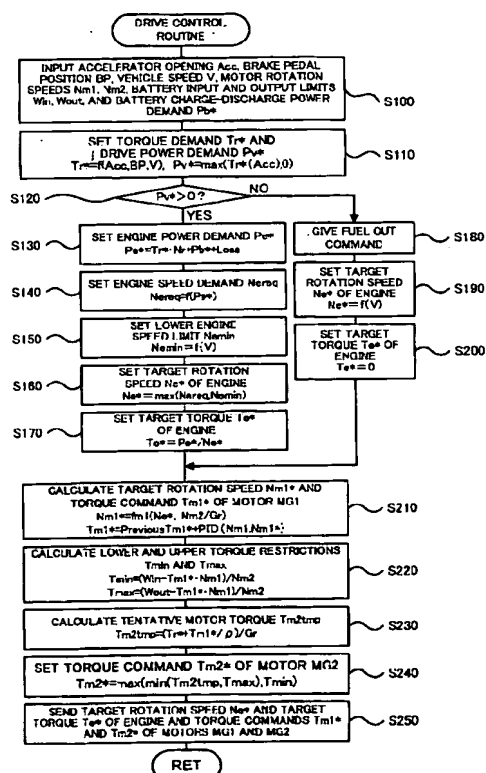 DRIVE CONTROL
ROUTINE
INPUT ACCELERATOR OPENING Acc, BRAKE PEDAL
POSITION BP, VEHICLE SPEED V, MOTOR ROTATION
SPEEDS Nm1, Nm2, BATTERY INPUT AND OUTPUT LIMITS
Win, Wout, AND BATTERY CHARGE-DISCHARGE POWER
DEMAND Pb*
S100
SET TORQUE DEMAND Tr* AND
DRIVE POWER DEMAND Pv*
Tr*=f(Acc,BP,V), Pv*=max(Tr*(Acc),0)
S110
S120
Pv*>0?
NO
YES
S130
SET ENGINE POWER DEMAND Pe*
Pe*=Tr*·Nr+Pb*+Loss
S140
SET ENGINE SPEED DEMAND Nereq
Nereq=f(Pe*)
S150
SET LOWER ENGINE
SPEED LIMIT Nemin
Nemin=f(V)
S160
SET TARGET ROTATION
SPEED Ne* OF ENGINE
Ne*=max(Nereq,Nemin)
S170
SET TARGET TORQUE Te*
OF ENGINE
Te*=Pe*/Ne*
GIVE FUEL CUT
COMMAND
S180
SET TARGET
ROTATION SPEED
Ne* OF ENGINE
Ne*=f(V)
S190
SET TARGET
TORQUE Te* OF
ENGINE
Te*=0
S200
CALCULATE TARGET ROTATION SPEED Nm1* AND
TORQUE COMMAND Tm1* OF MOTOR MG1
Nm1*=fm1(Ne*, Nm2/Gr)
Tm1*=PreviousTm1*+PID(Nm1,Nm1*)
S210
CALCULATE LOWER AND UPPER TORQUE RESTRICTIONS
Tmin AND Tmax
Tmin=(Win-Tm1*·Nm1)/Nm2
Tmax=(Wout-Tm1*·Nm1)/Nm2
S220
CALCULATE TENTATIVE MOTOR TORQUE Tm2tmp
Tm2tmp=(Tr*+Tm1*/ρ)/Gr
S230
SET TORQUE COMMAND Tm2* OF MOTOR MG2
Tm2*=max(min(Tm2tmp,Tmax),Tmin)
S240
SEND TARGET ROTATION SPEED Ne* AND TARGET
TORQUE Te* OF ENGINE AND TORQUE COMMANDS Tm1*
AND Tm2* OF MOTORS MG1 AND MG2
S250
RET